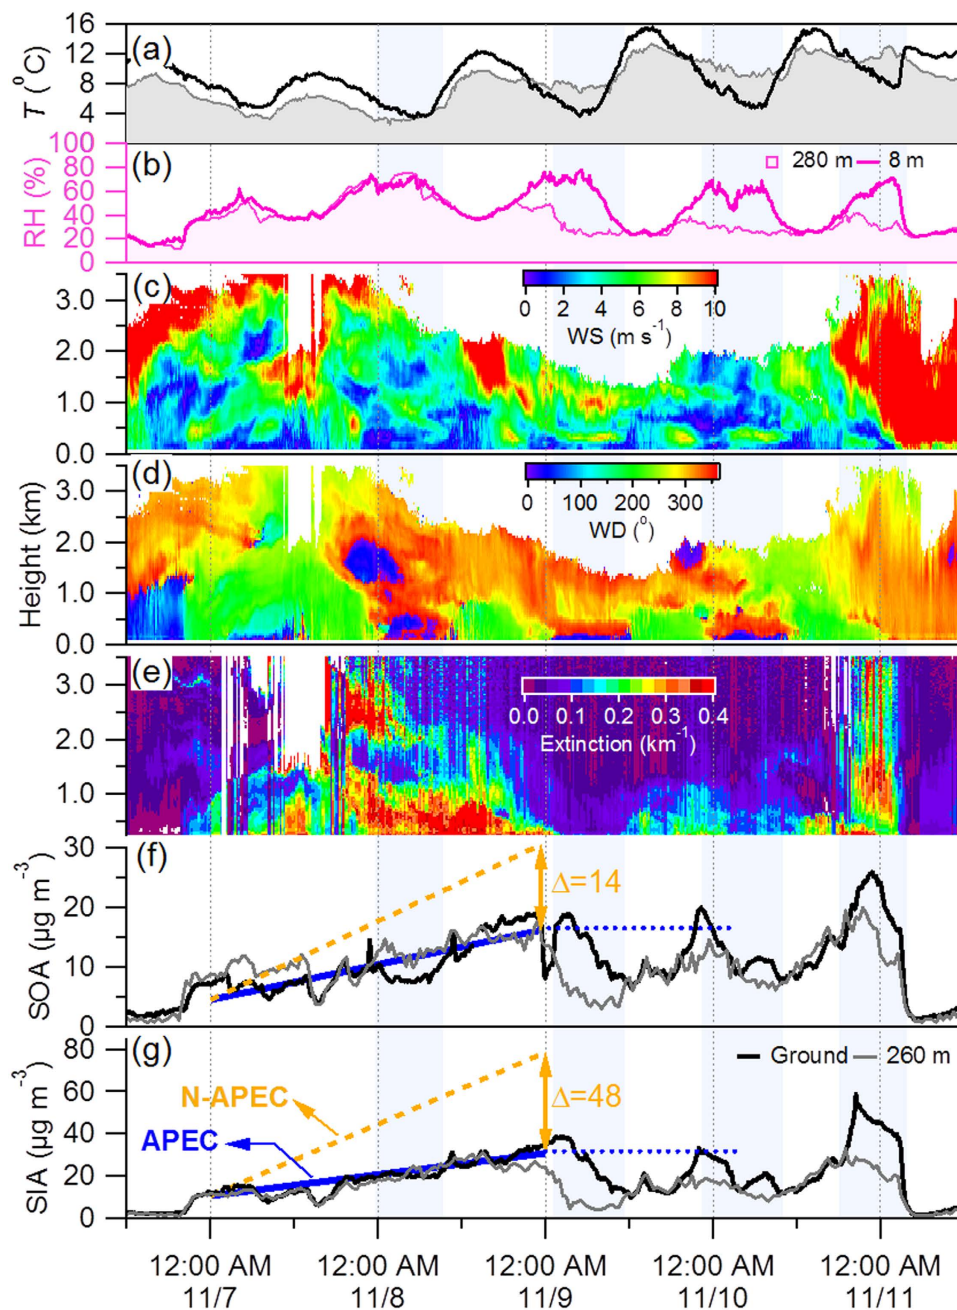 (a)
T (⁰C)
16
12
8
4
(b)
RH (%)
100
80
60
40
20
0
280 m 8 m
(c)
3.0
2.0
1.0
0.0
0 2 4 6 8 10
WS (m s⁻¹)
(d)
Height (km)
3.0
2.0
1.0
0.0
0 100 200 300
WD (⁰)
(e)
3.0
2.0
1.0
0.0 0.1 0.2 0.3 0.4
Extinction (km⁻¹)
(f)
SOA (µg m⁻³)
30
20
10
0
Δ=14
(g)
SIA (µg m⁻³)
80
60
40
20
0
Ground 260 m
N-APEC
APEC
Δ=48
12:00 AM 12:00 AM 12:00 AM 12:00 AM 12:00 AM
11/7 11/8 11/9 11/10 11/11